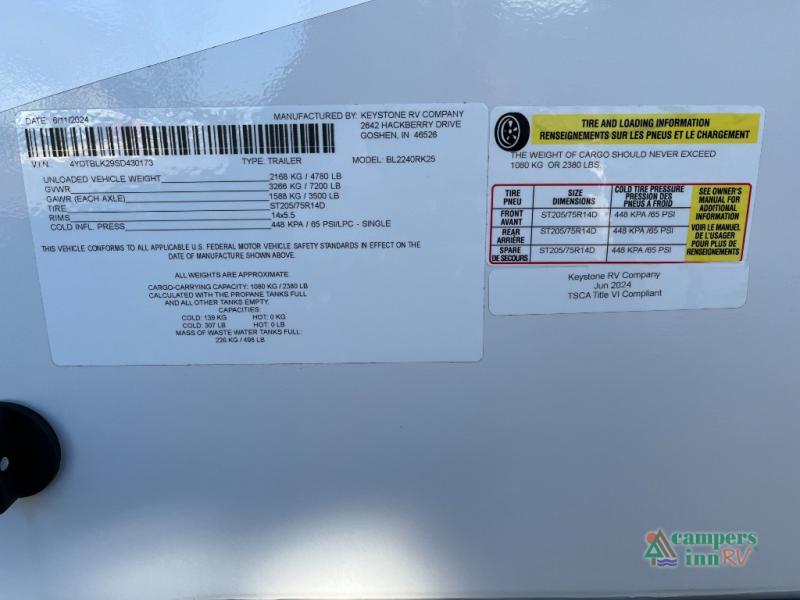 DATE: 6/11/2024
MANUFACTURED BY: KEYSTONE RV COMPANY
2642 HACKBERRY DRIVE
GOSHEN, IN 46526
V.I.N. 4YDTBLK29SD430173 TYPE: TRAILER MODEL: BL2240RK25
UNLOADED VEHICLE WEIGHT 2168 KG / 4780 LB
GVWR 3266 KG / 7200 LB
GAWR (EACH AXLE) 1588 KG / 3500 LB
TIRE ST205/75R14D
RIMS 14x5.5
COLD INFL. PRESS 448 KPA / 65 PSI/LPC - SINGLE
THIS VEHICLE CONFORMS TO ALL APPLICABLE U.S. FEDERAL MOTOR VEHICLE SAFETY STANDARDS IN EFFECT ON THE
DATE OF MANUFACTURE SHOWN ABOVE.
ALL WEIGHTS ARE APPROXIMATE.
CARGO-CARRYING CAPACITY: 1080 KG / 2380 LB
CALCULATED WITH THE PROPANE TANKS FULL
AND ALL OTHER TANKS EMPTY.
CAPACITIES:
COLD: 139 KG HOT: 0 KG
COLD: 307 LB HOT: 0 LB
MASS OF WASTE WATER TANKS FULL:
226 KG / 498 LB
TIRE AND LOADING INFORMATION
RENSEIGNEMENTS SUR LES PNEUS ET LE CHARGEMENT
THE WEIGHT OF CARGO SHOULD NEVER EXCEED
1080 KG OR 2380 LBS
TIRE
PNEU
SIZE
DIMENSIONS
COLD TIRE PRESSURE
PRESSION DES
PNEUS A FROID
FRONT
AVANT
ST205/75R14D 448 KPA /65 PSI
REAR
ARRIÈRE
ST205/75R14D 448 KPA /65 PSI
SPARE
DE SECOURS
ST205/75R14D 448 KPA /65 PSI
SEE OWNER'S
MANUAL FOR
ADDITIONAL
INFORMATION
VOIR LE MANUEL
DE L'USAGER
POUR PLUS DE
RENSEIGNEMENTS
Keystone RV Company
Jun 2024
TSCA Title VI Compliant
campers
inn RV